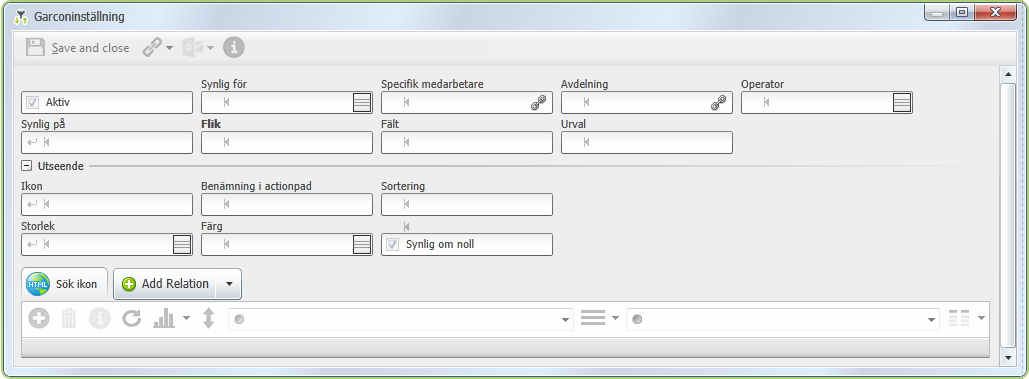 Garconinställning
Save and close
Synlig för Specifik medarbetare Avdelning Operator
Aktiv
Synlig på Flik Fält Urval
Utseende
Ikon Benämning i actionpad Sortering
Storlek Färg
Synlig om noll
HTML Sök ikon Add Relation